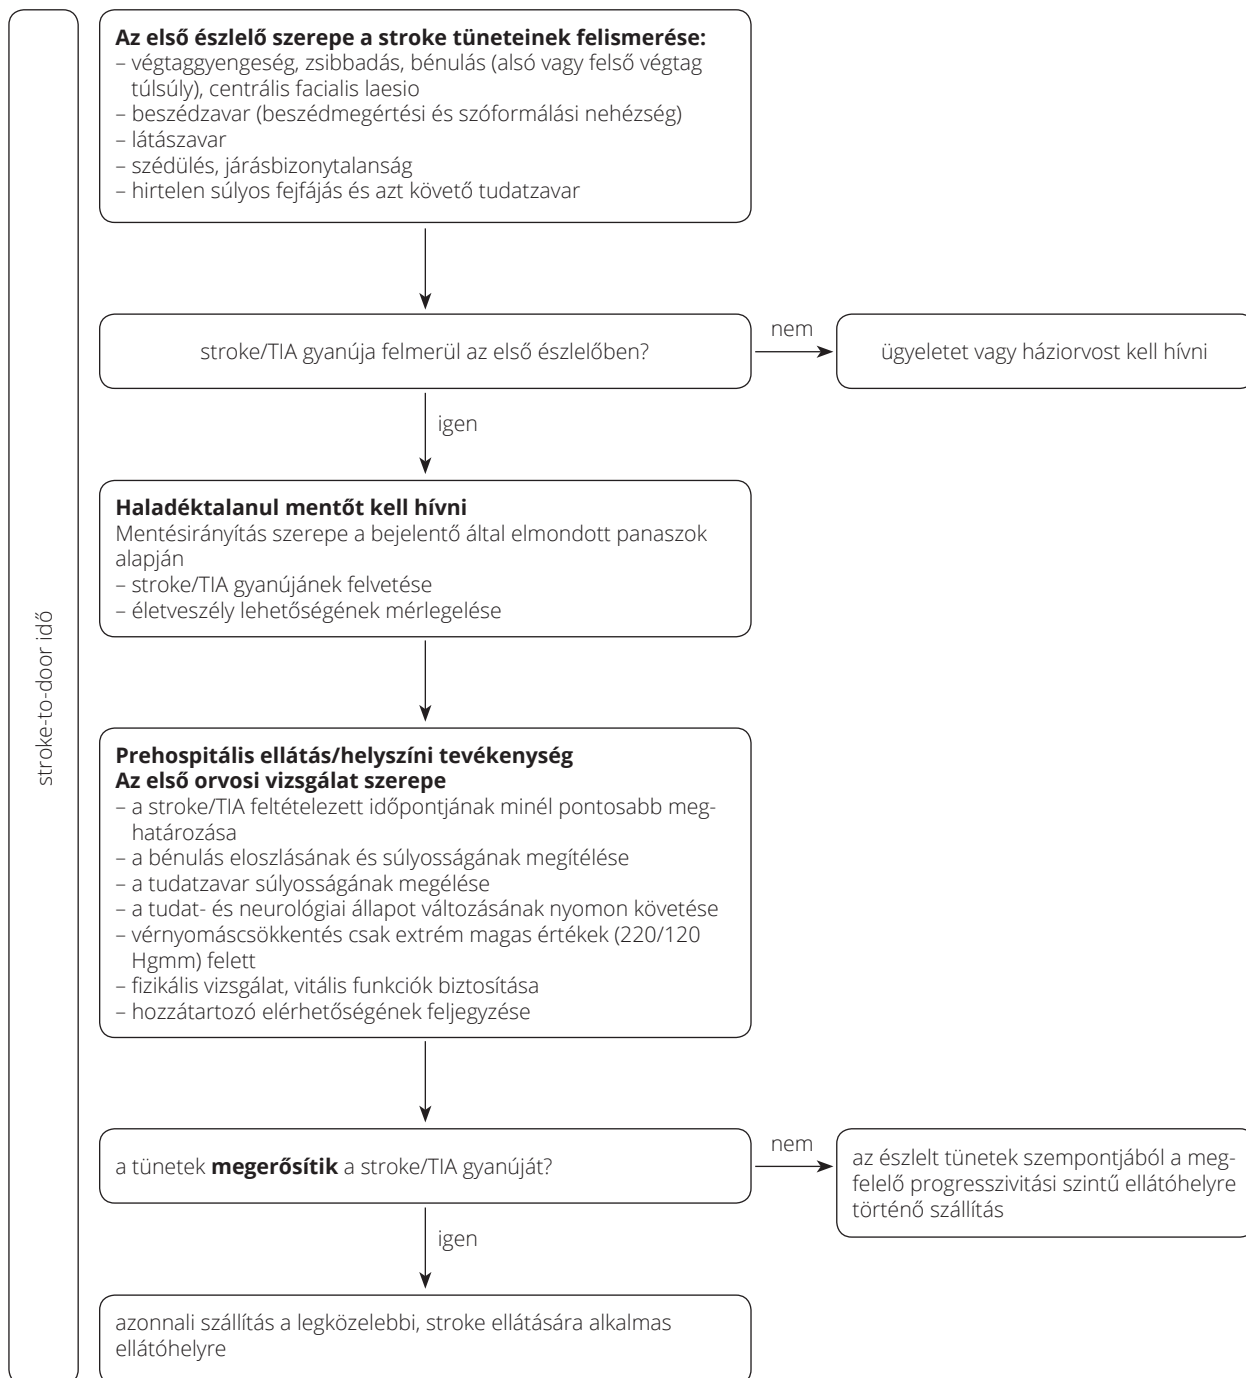 stroke-to-door idő
Az első észlelő szerepe a stroke tüneteinek felismerése:
– végtaggyengeség, zsibbadás, bénulás (alsó vagy felső végtag
túlsúly), centrális facialis laesio
– beszédzavar (beszédmegértési és szóformálási nehézség)
– látászavar
– szédülés, járásbizonytalanság
– hirtelen súlyos fejfájás és azt követő tudatzavar
stroke/TIA gyanúja felmerül az első észlelőben?
nem
ügyeletet vagy háziorvost kell hívni
igen
Haladéktalanul mentőt kell hívni
Mentésirányítás szerepe a bejelentő által elmondott panaszok
alapján
– stroke/TIA gyanújának felvetése
– életveszély lehetőségének mérlegelése
Prehospitális ellátás/helyszíni tevékenység
Az első orvosi vizsgálat szerepe
– a stroke/TIA feltételezett időpontjának minél pontosabb meg-
határozása
– a bénulás eloszlásának és súlyosságának megítélése
– a tudatzavar súlyosságának megélése
– a tudat- és neurológiai állapot változásának nyomon követése
– vérnyomáscsökkentés csak extrém magas értékek (220/120
Hgmm) felett
– fizikális vizsgálat, vitális funkciók biztosítása
– hozzátartozó elérhetőségének feljegyzése
a tünetek megerősítik a stroke/TIA gyanúját?
nem
az észlelt tünetek szempontjából a meg-
felelő progresszivitási szintű ellátóhelyre
történő szállítás
igen
azonnali szállítás a legközelebbi, stroke ellátására alkalmas
ellátóhelyre